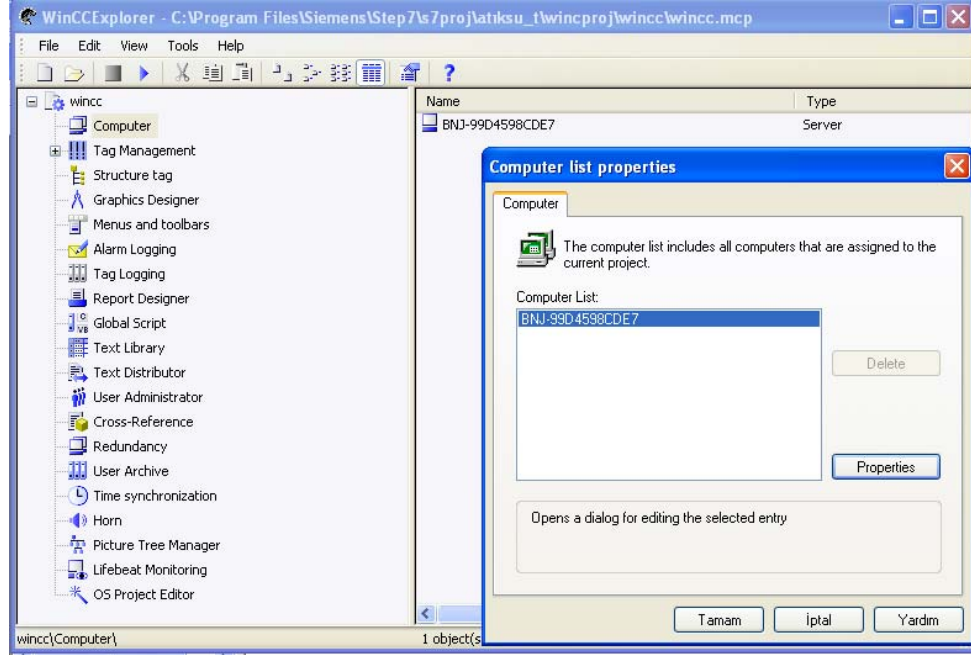 WinCCExplorer - C:\Program Files\Siemens\Step7\s7proj\atıksu_t\wincproj\wincc\wincc.mcp
File Edit View Tools Help
wincc
Computer
Tag Management
Structure tag
Graphics Designer
Menus and toolbars
Alarm Logging
Tag Logging
Report Designer
Global Script
Text Library
Text Distributor
User Administrator
Cross-Reference
Redundancy
User Archive
Time synchronization
Horn
Picture Tree Manager
Lifebeat Monitoring
OS Project Editor
Name Type
BNJ-99D4598CDE7 Server
Computer list properties
Computer
The computer list includes all computers that are assigned to the
current project.
Computer List:
BNJ-99D4598CDE7
Delete
Properties
Opens a dialog for editing the selected entry
Tamam İptal Yardım
wincc\Computer\ 1 object(s